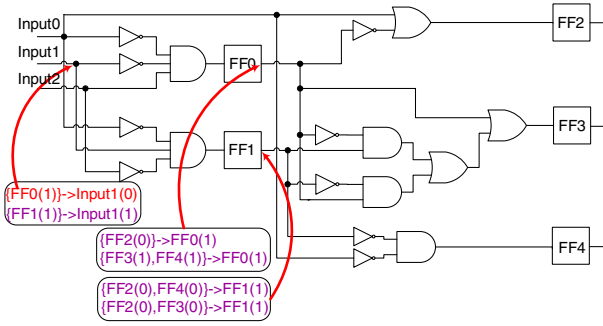 Input0
FF2
Input1
FF0
Input2
FF3
FF1
{FF0(1)}->Input1(0)
{FF1(1)}->Input1(1)
{FF2(0)}->FF0(1)
{FF3(1),FF4(1)}->FF0(1)
FF4
{FF2(0),FF4(0)}->FF1(1)
{FF2(0),FF3(0)}->FF1(1)